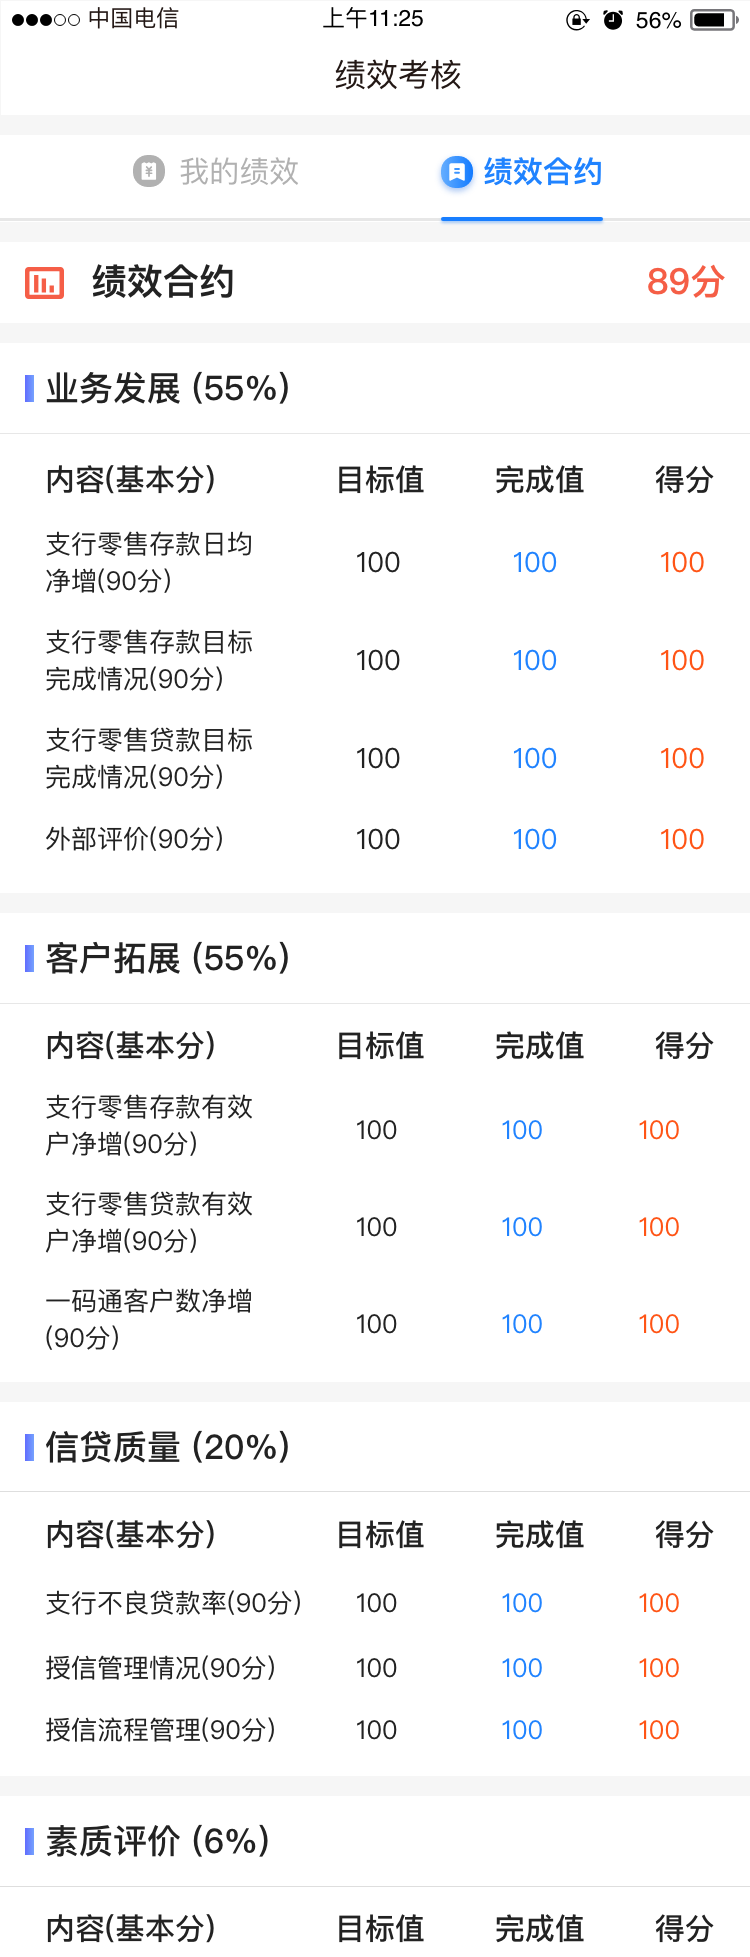 中国电信 上午11:25 56%
绩效考核
我的绩效 绩效合约
绩效合约 89分
业务发展 (55%)
内容(基本分) 目标值 完成值 得分
支行零售存款日均
净增(90分) 100 100 100
支行零售存款目标
完成情况(90分) 100 100 100
支行零售贷款目标
完成情况(90分) 100 100 100
外部评价(90分) 100 100 100
客户拓展 (55%)
内容(基本分) 目标值 完成值 得分
支行零售存款有效
户净增(90分) 100 100 100
支行零售贷款有效
户净增(90分) 100 100 100
一码通客户数净增
(90分) 100 100 100
信贷质量 (20%)
内容(基本分) 目标值 完成值 得分
支行不良贷款率(90分) 100 100 100
授信管理情况(90分) 100 100 100
授信流程管理(90分) 100 100 100
素质评价 (6%)
内容(基本分) 目标值 完成值 得分